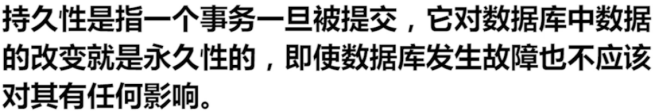 持久性是指一个事务一旦被提交，它对数据库中数据
的改变就是永久性的，即使数据库发生故障也不应该
对其有任何影响。